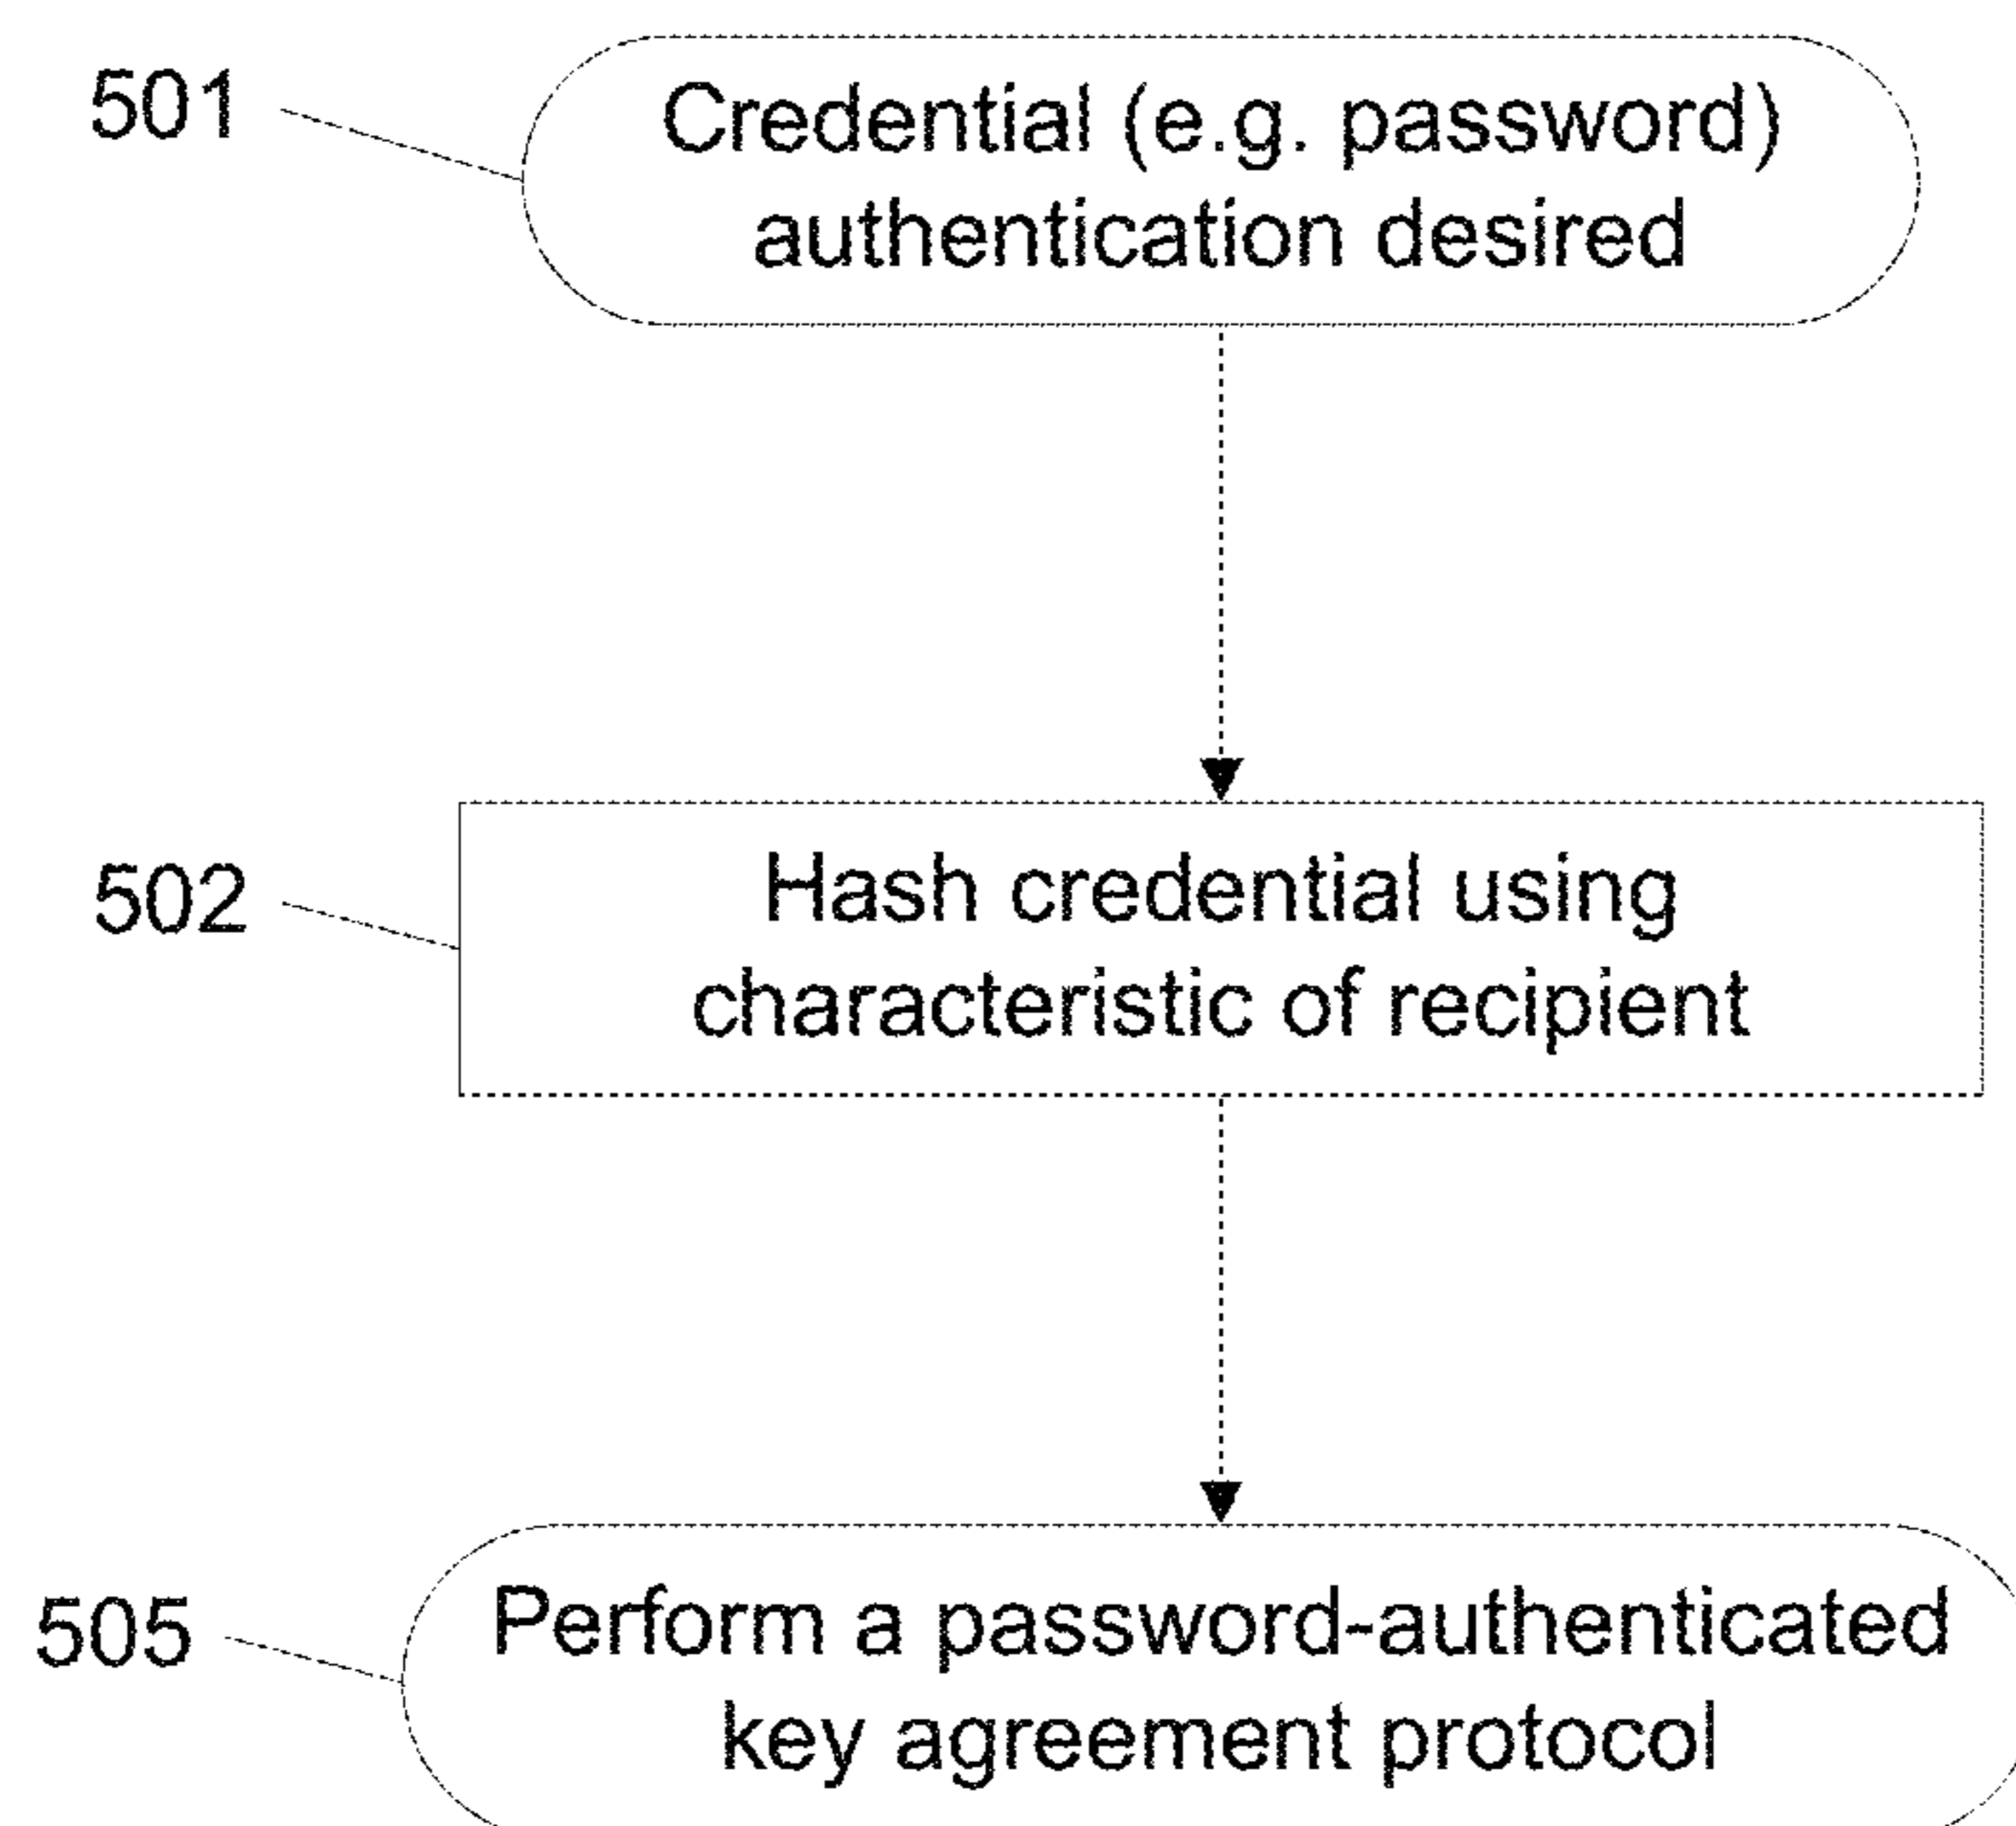 501
Credential (e.g. password)
authentication desired
502
Hash credential using
characteristic of recipient
505
Perform a password-authenticated
key agreement protocol